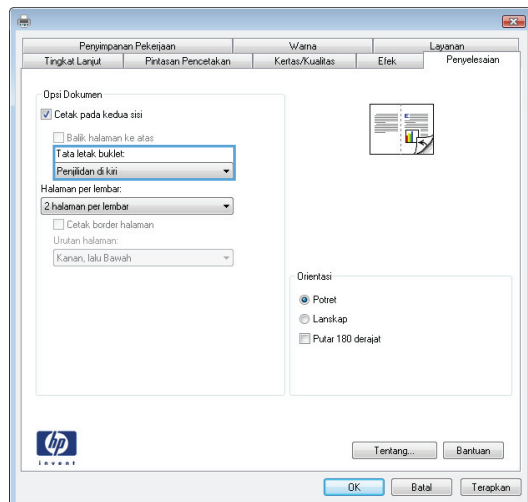 Penyimpanan Pekerjaan
Warna
Layanan
Tingkat Lanjut
Pintasan Pencetakan
Kertas/Kualitas
Efek
Penyelesaian
Opsi Dokumen
Cetak pada kedua sisi
Balik halaman ke atas
Tata letak buklet:
Penjilidan di kiri
Halaman per lembar:
2 halaman per lembar
Cetak border halaman
Urutan halaman:
Kanan, lalu Bawah
Orientasi
Potret
Lanskap
Putar 180 derajat
hp
invent
Tentang...
Bantuan
OK
Batal
Terapkan